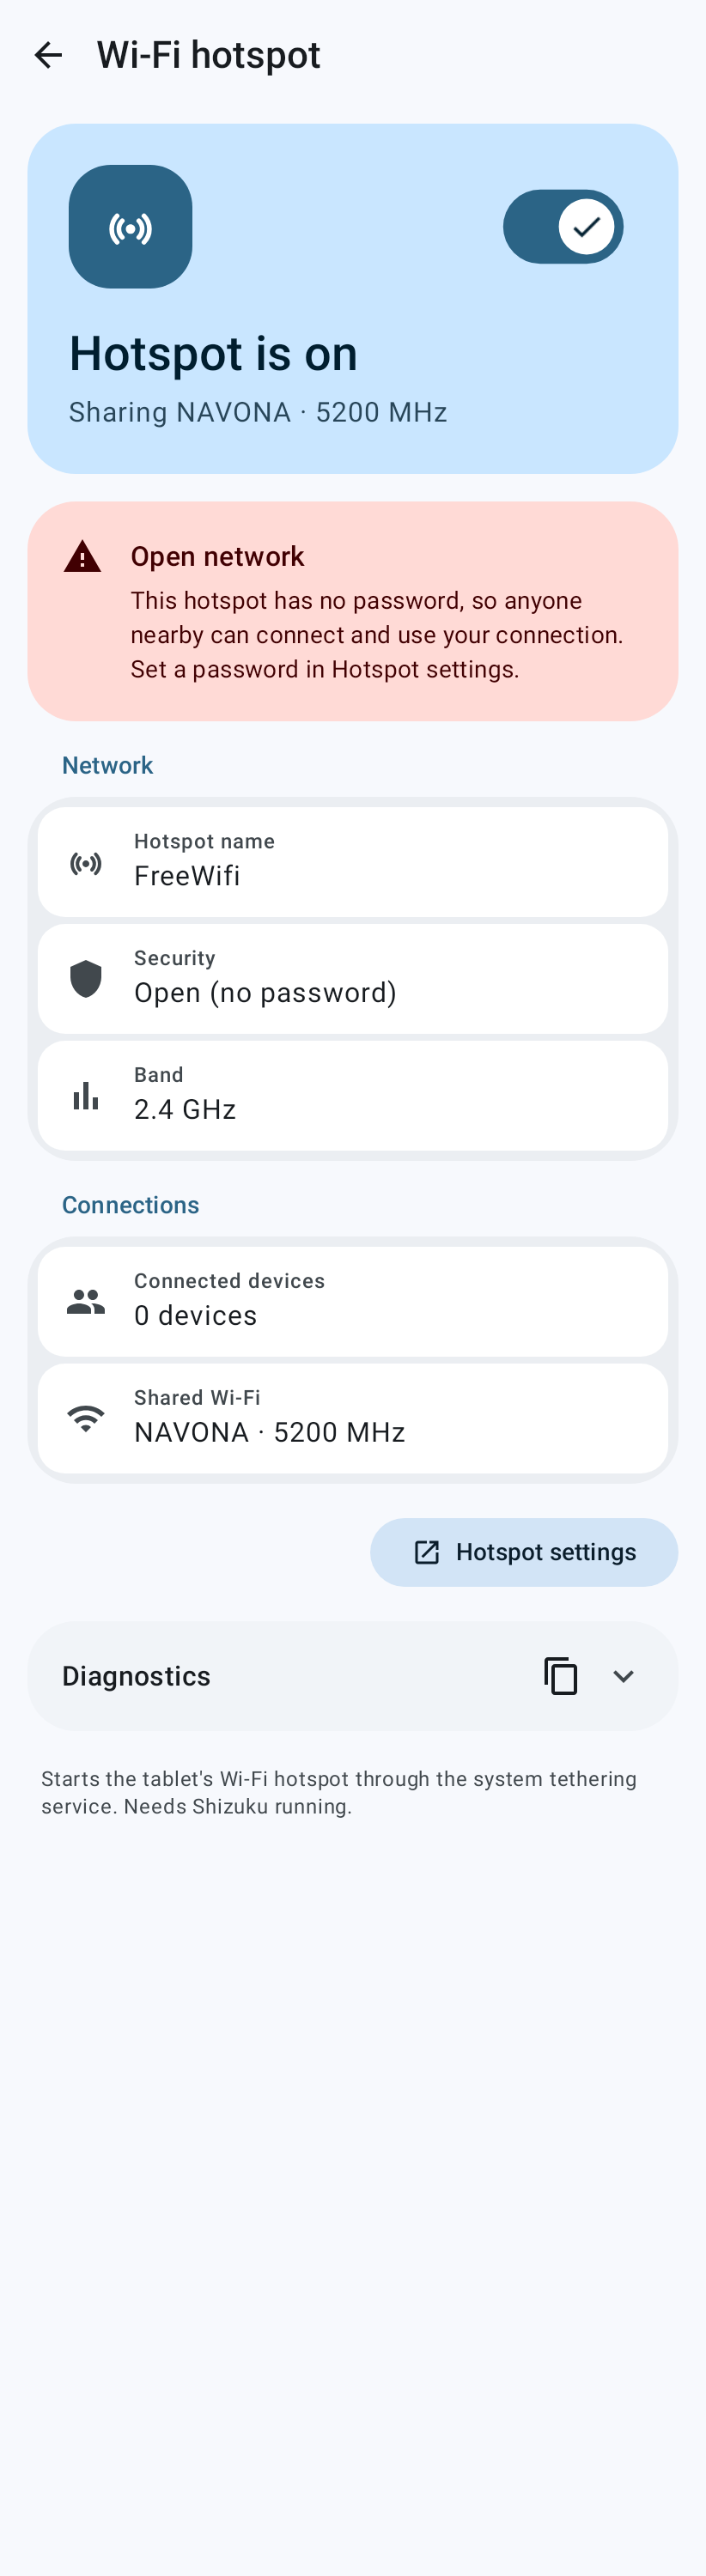 Wi-Fi hotspot
Hotspot is on
Sharing NAVONA · 5200 MHz
Open network
This hotspot has no password, so anyone
nearby can connect and use your connection.
Set a password in Hotspot settings.
Network
Hotspot name
FreeWifi
Security
Open (no password)
Band
2.4 GHz
Connections
Connected devices
0 devices
Shared Wi-Fi
NAVONA · 5200 MHz
Hotspot settings
Diagnostics
Starts the tablet's Wi-Fi hotspot through the system tethering
service. Needs Shizuku running.